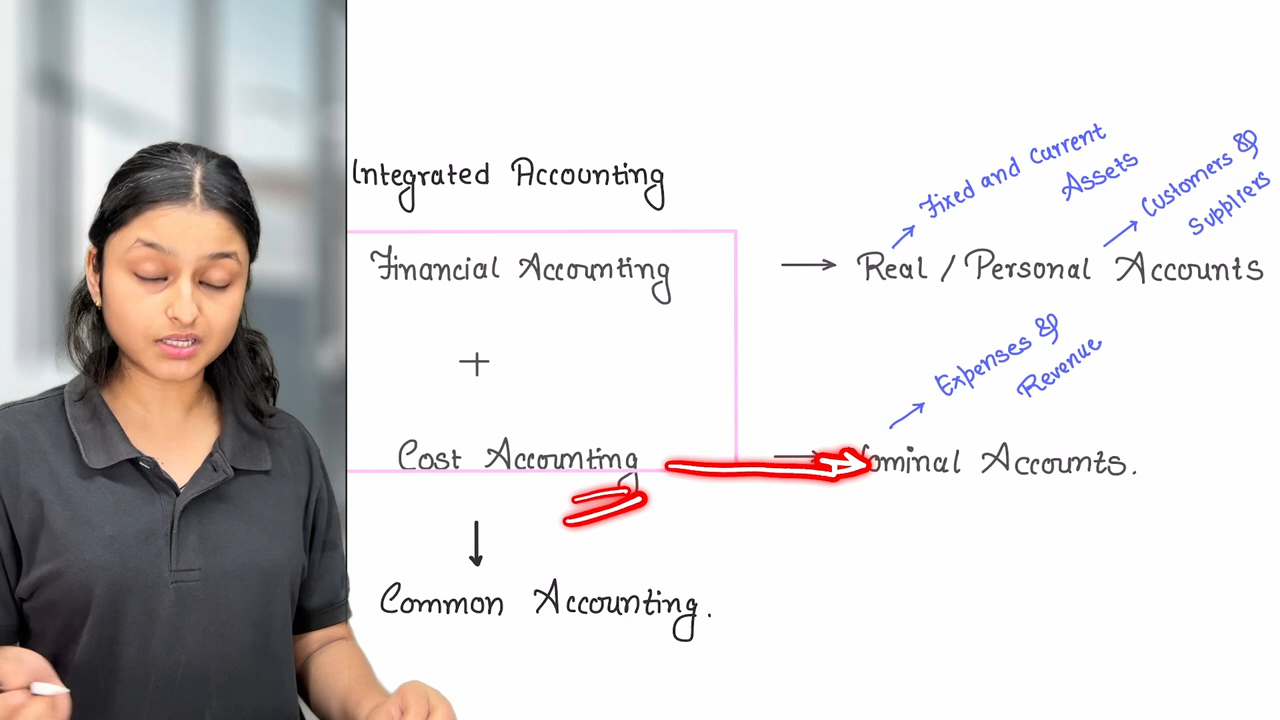 Integrated Accounting
Financial Accounting
+
Cost Accounting
↓
Common Accounting.
→ Real / Personal Accounts
Fixed and Current
Assets
Customers &
Suppliers
Expenses &
Revenue
→ Nominal Accounts.